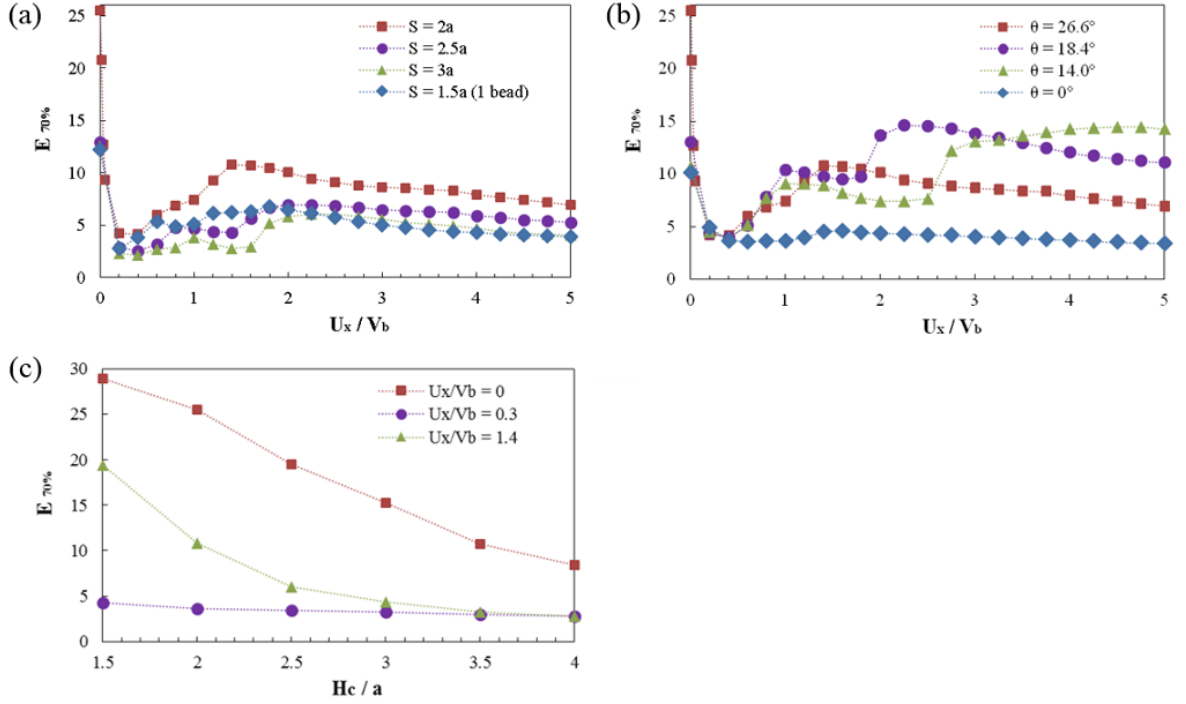 (a)
25
20
15
10
5
0
E 70%
S = 2a
S = 2.5a
S = 3a
S = 1.5a (1 bead)
0 1 2 3 4 5
Ux / Vb
(b)
25
20
15
10
5
0
E 70%
θ = 26.6°
θ = 18.4°
θ = 14.0°
θ = 0°
0 1 2 3 4 5
Ux / Vb
(c)
30
25
20
15
10
5
0
E 70%
Ux/Vb = 0
Ux/Vb = 0.3
Ux/Vb = 1.4
1.5 2 2.5 3 3.5 4
Hc / a